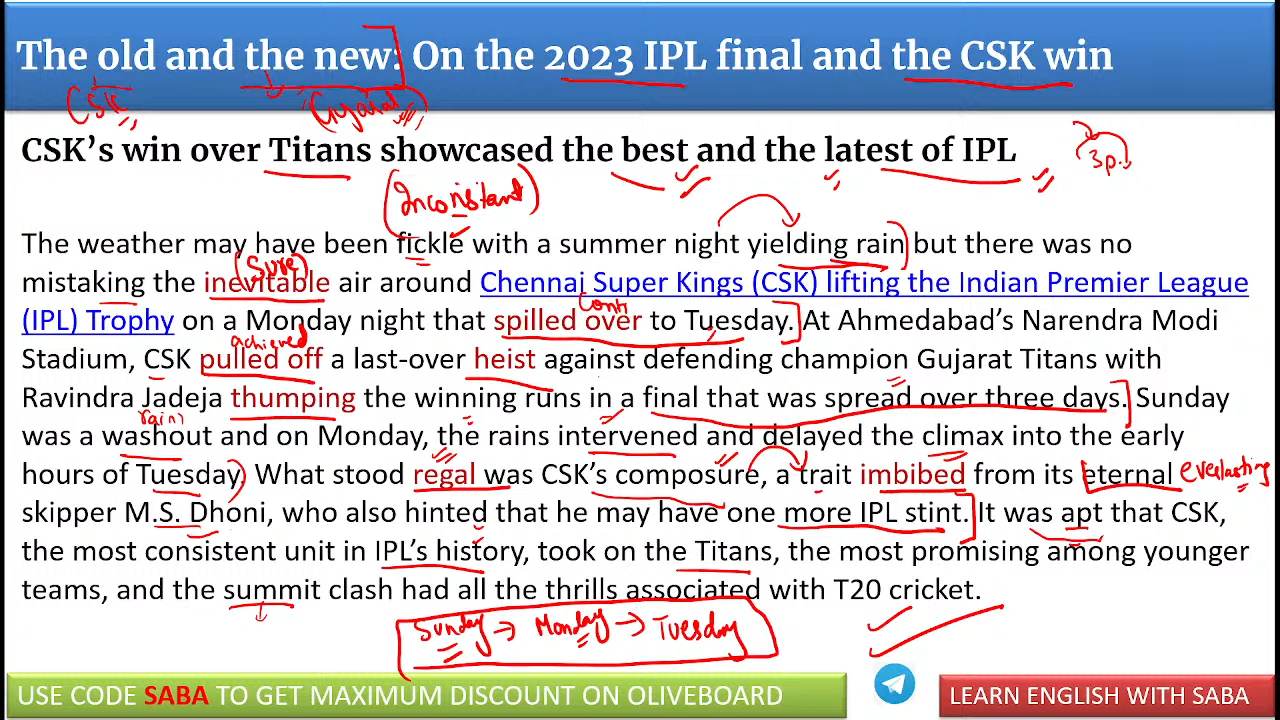 The old and the new: On the 2023 IPL final and the CSK win
CSK
Gujarat
CSK's win over Titans showcased the best and the latest of IPL
3 p.
(Inconsistant)
The weather may have been fickle with a summer night yielding rain but there was no
(Sure)
mistaking the inevitable air around Chennai Super Kings (CSK) lifting the Indian Premier League
conti
(IPL) Trophy on a Monday night that spilled over to Tuesday. At Ahmedabad's Narendra Modi
achieved
Stadium, CSK pulled off a last-over heist against defending champion Gujarat Titans with
Ravindra Jadeja thumping the winning runs in a final that was spread over three days. Sunday
rain
was a washout and on Monday, the rains intervened and delayed the climax into the early
hours of Tuesday. What stood regal was CSK's composure, a trait imbibed from its eternal everlasting
skipper M.S. Dhoni, who also hinted that he may have one more IPL stint. It was apt that CSK,
the most consistent unit in IPL's history, took on the Titans, the most promising among younger
teams, and the summit clash had all the thrills associated with T20 cricket.
Sunday → Monday → Tuesday
USE CODE SABA TO GET MAXIMUM DISCOUNT ON OLIVEBOARD
LEARN ENGLISH WITH SABA